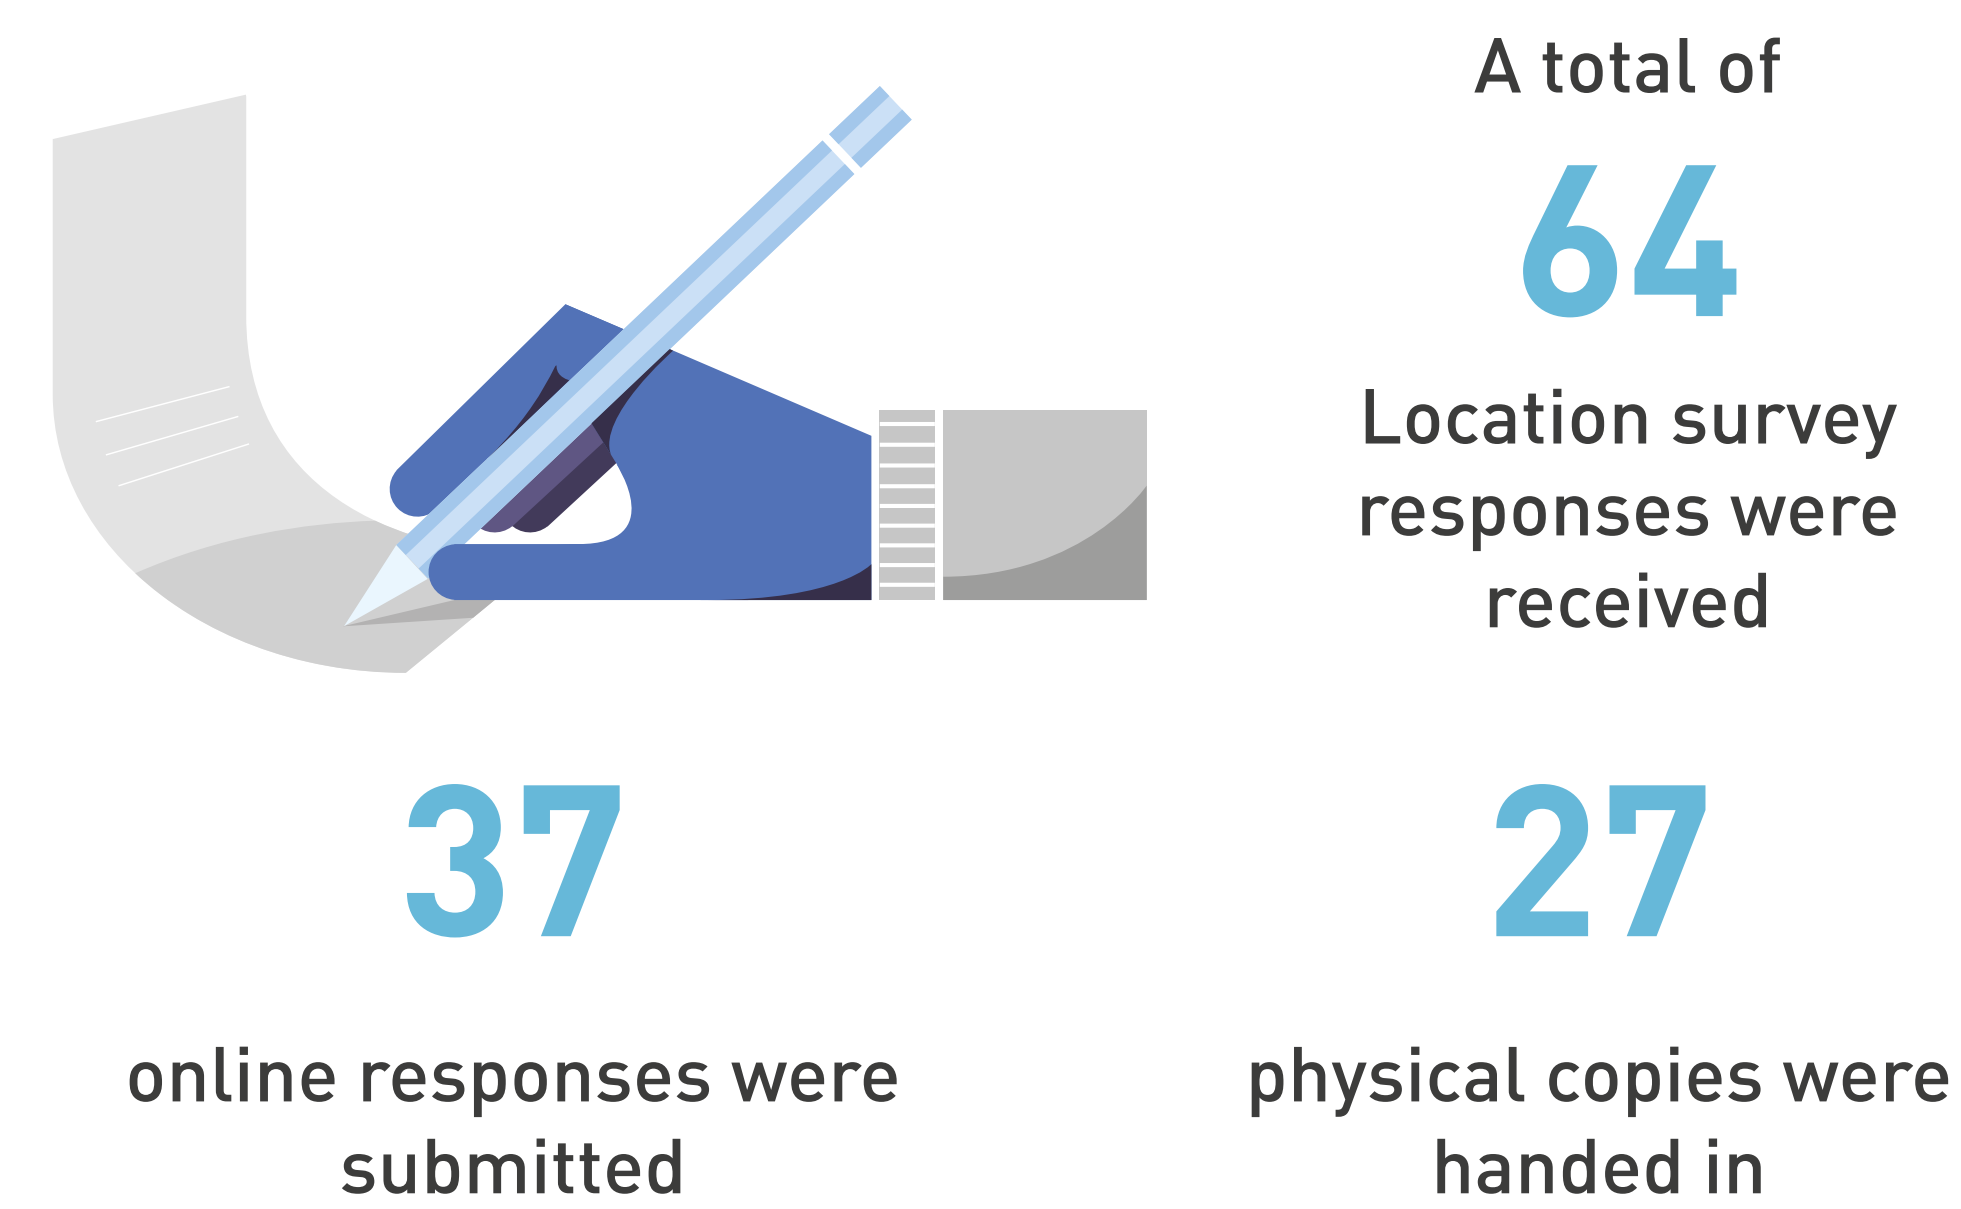 A total of
64
Location survey
responses were
received
37
online responses were
submitted
27
physical copies were
handed in